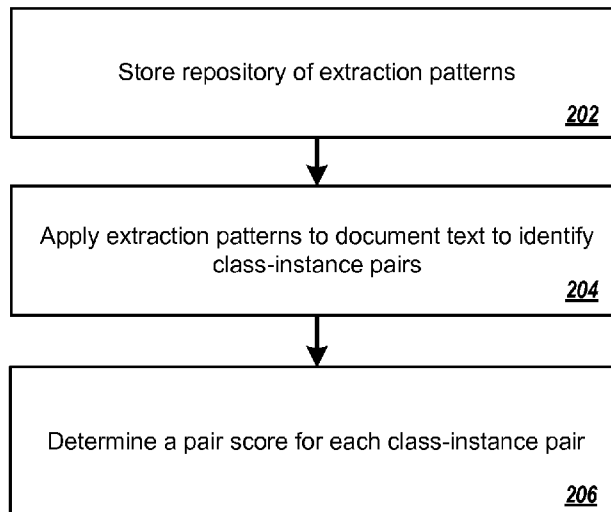 Store repository of extraction patterns
202
Apply extraction patterns to document text to identify
class-instance pairs
204
Determine a pair score for each class-instance pair
206